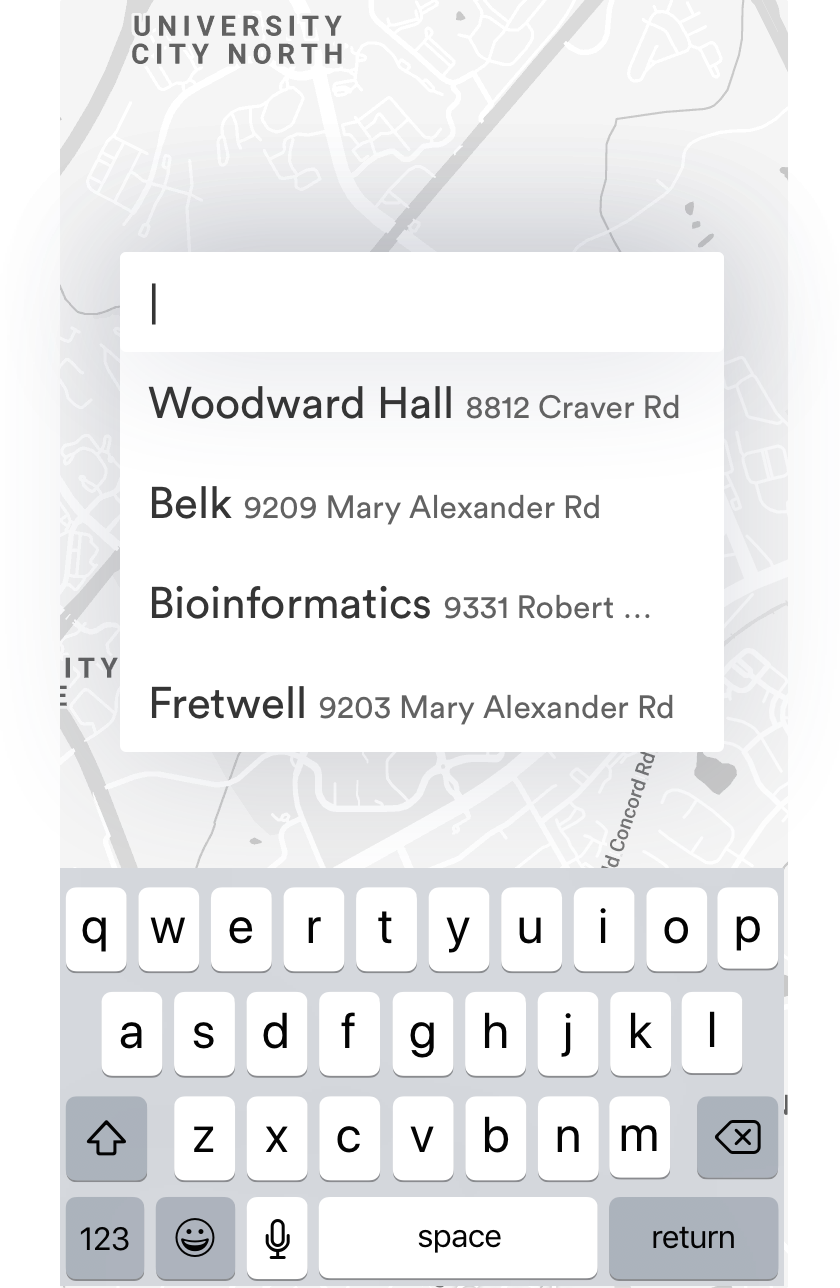 UNIVERSITY
CITY NORTH
Woodward Hall 8812 Craver Rd
Belk 9209 Mary Alexander Rd
Bioinformatics 9331 Robert ...
Fretwell 9203 Mary Alexander Rd
ITY
E
d Concord Rd
q w e r t y u i o p
a s d f g h j k l
z x c v b n m
123 space return